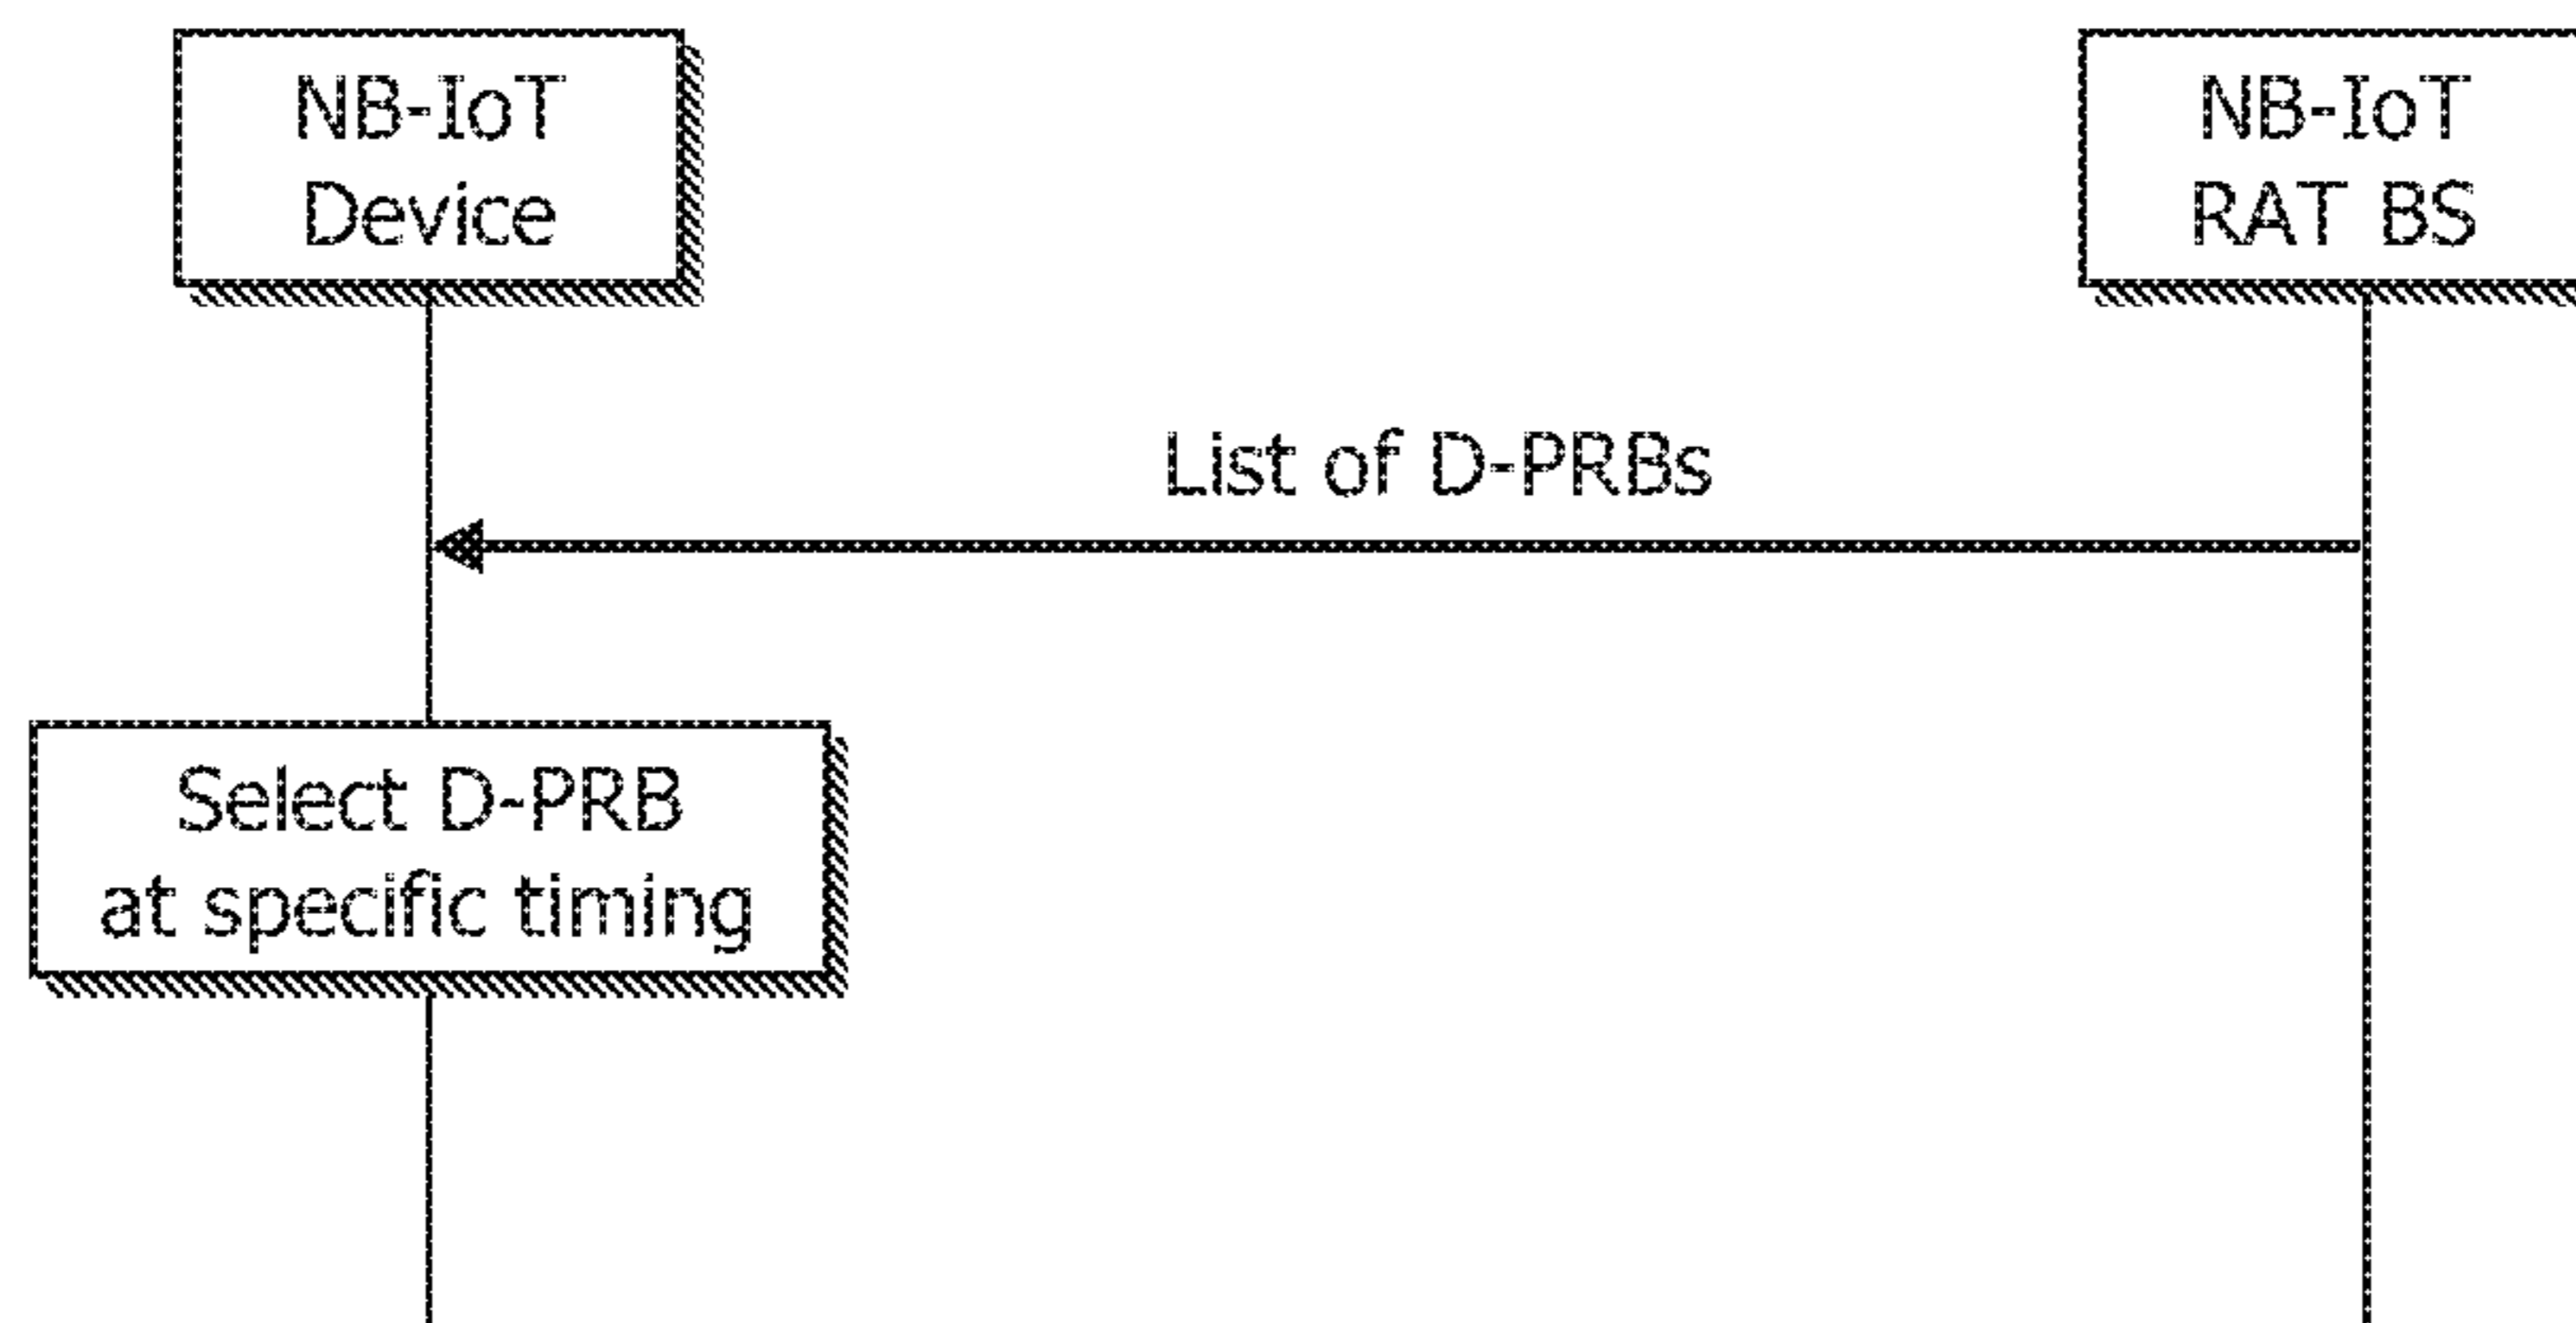 NB-IoT
Device
NB-IoT
RAT BS
List of D-PRBs
Select D-PRB
at specific timing